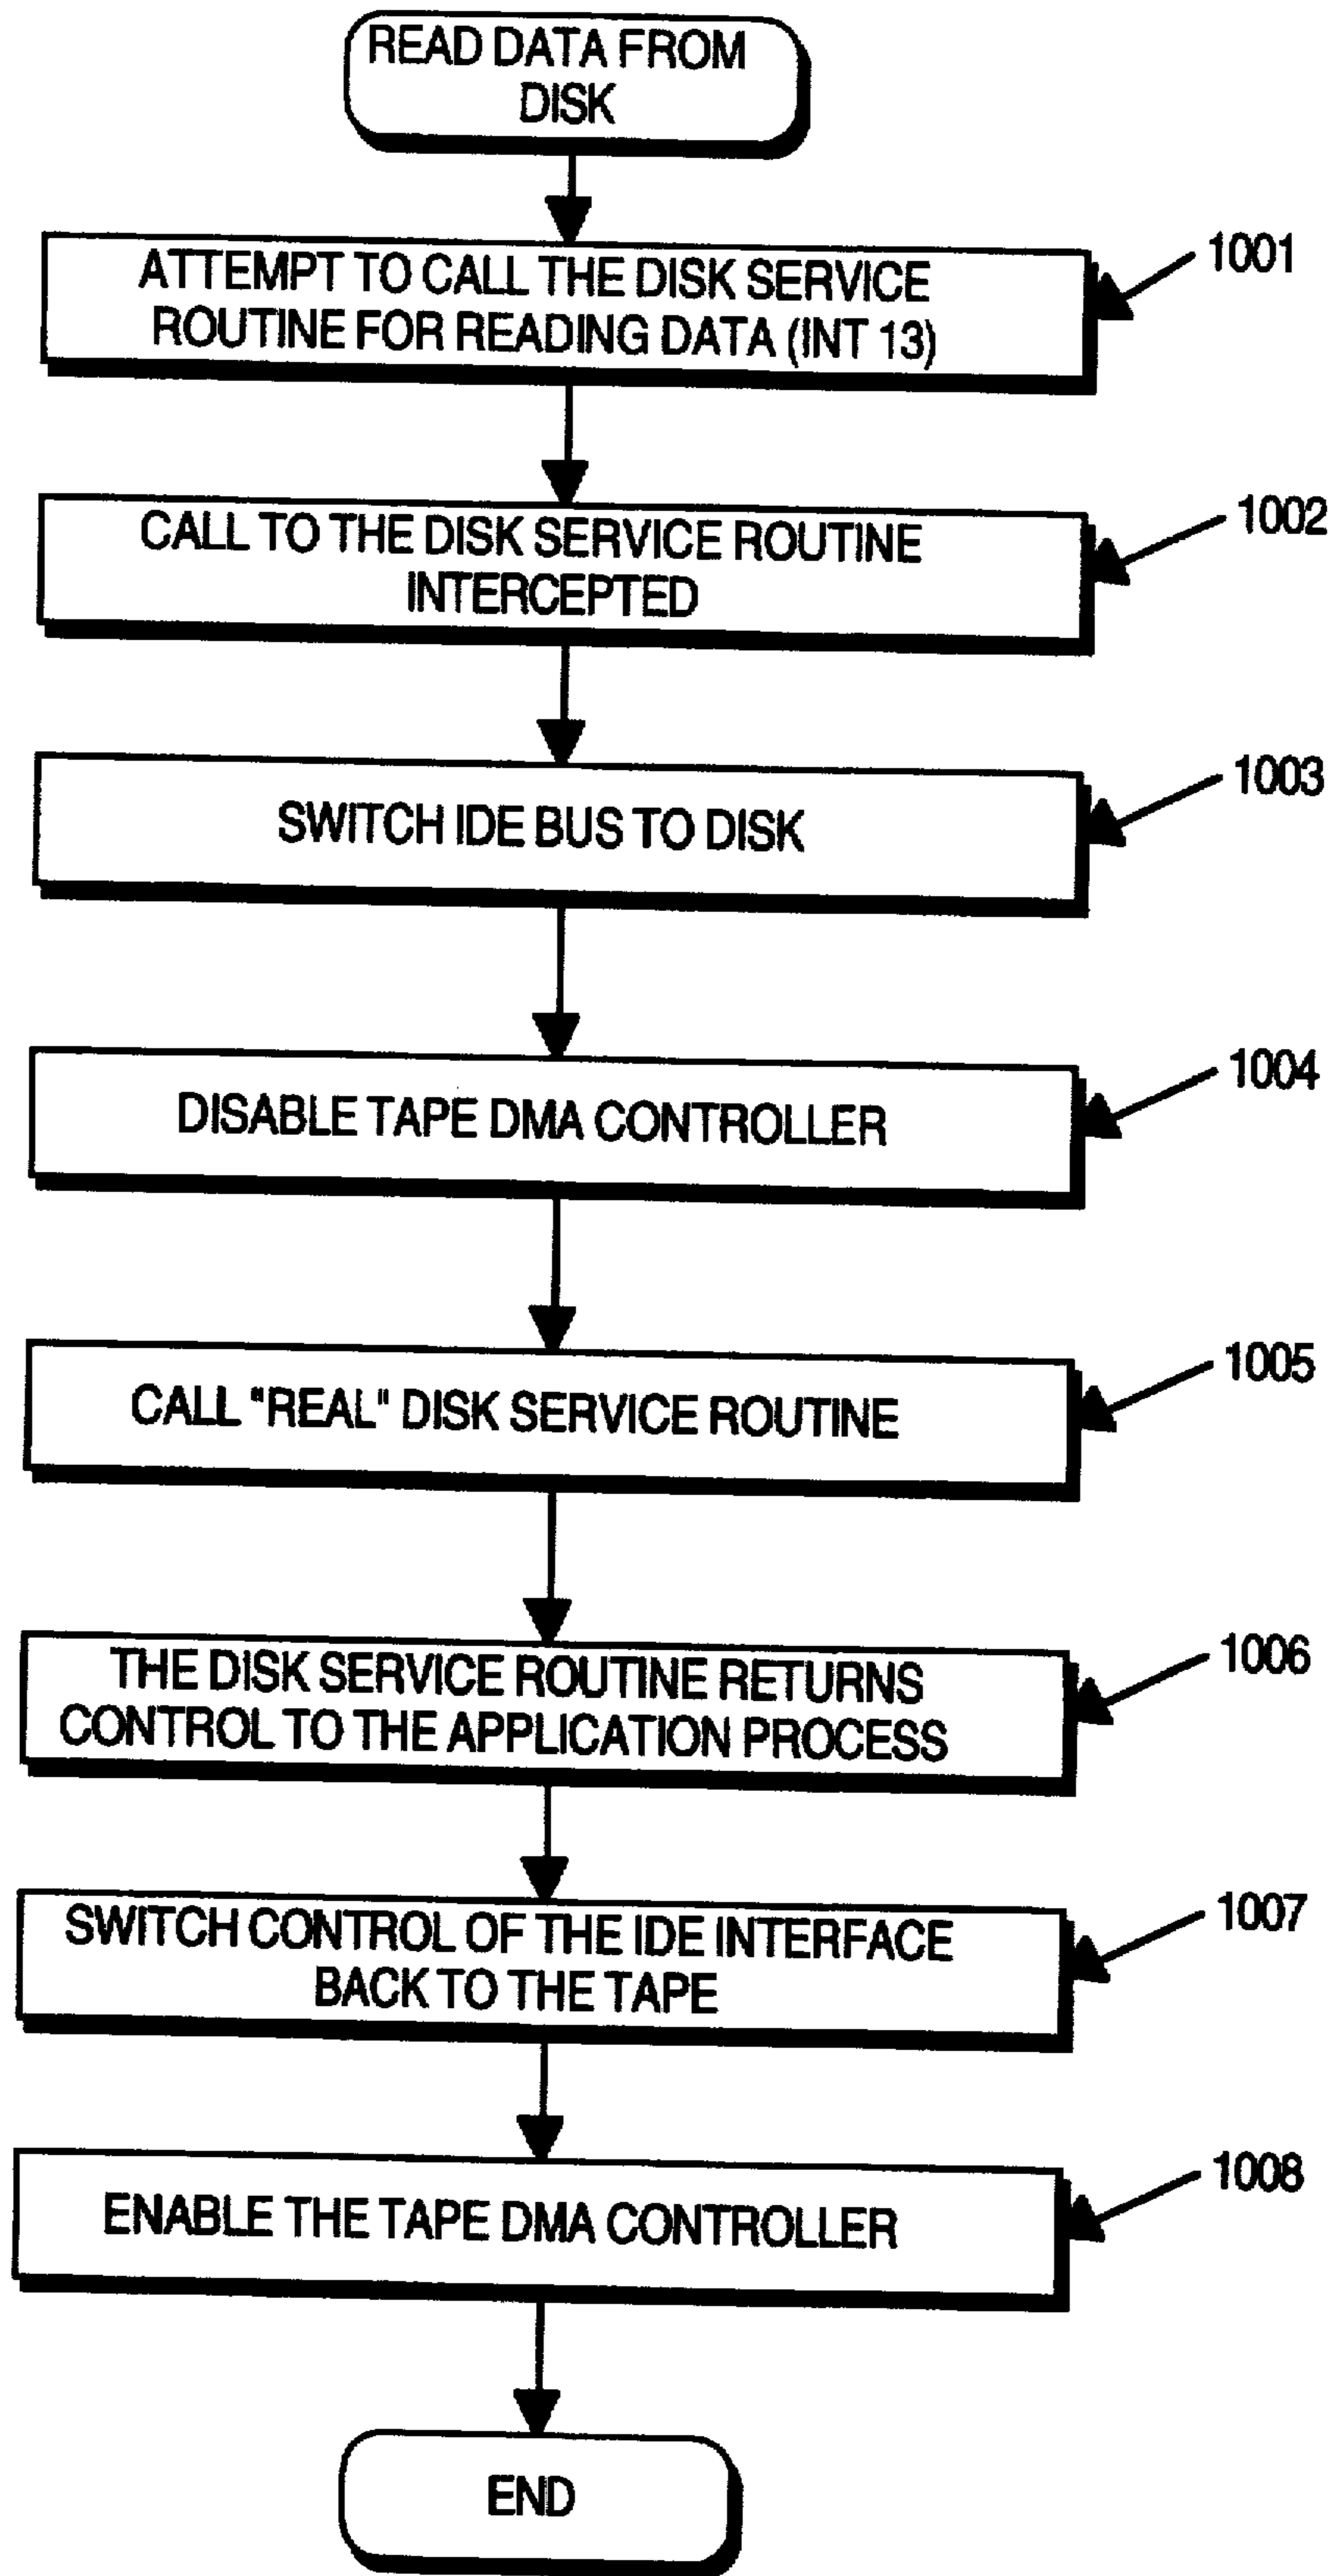 READ DATA FROM
DISK
ATTEMPT TO CALL THE DISK SERVICE
ROUTINE FOR READING DATA (INT 13)
1001
CALL TO THE DISK SERVICE ROUTINE
INTERCEPTED
1002
SWITCH IDE BUS TO DISK
1003
DISABLE TAPE DMA CONTROLLER
1004
CALL "REAL" DISK SERVICE ROUTINE
1005
THE DISK SERVICE ROUTINE RETURNS
CONTROL TO THE APPLICATION PROCESS
1006
SWITCH CONTROL OF THE IDE INTERFACE
BACK TO THE TAPE
1007
ENABLE THE TAPE DMA CONTROLLER
1008
END